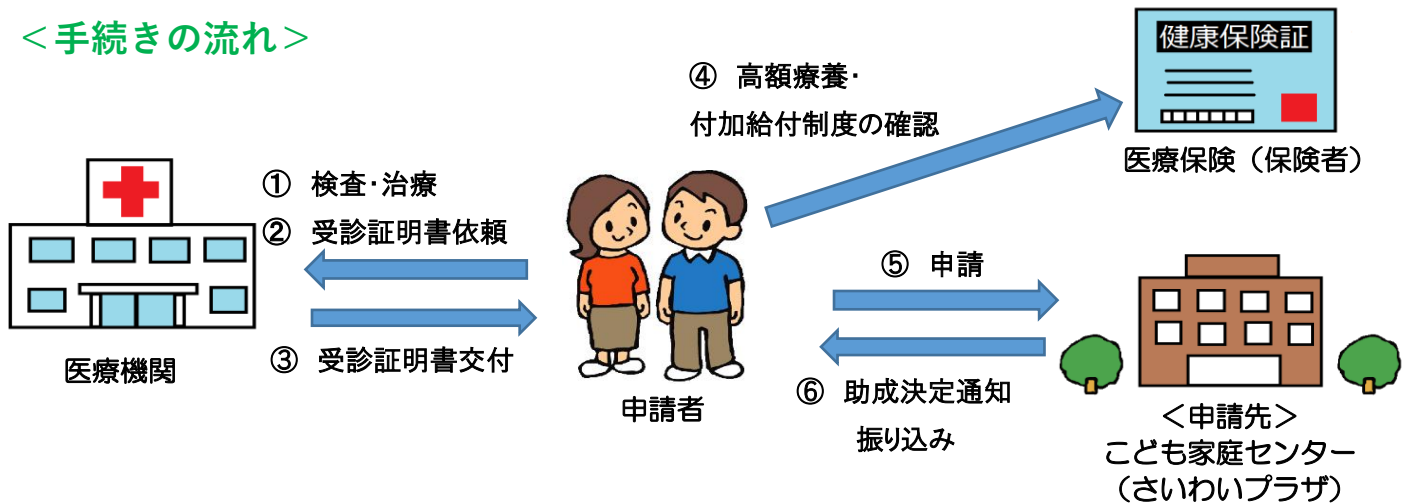 ＜手続きの流れ＞
健康保険証
④ 高額療養・
付加給付制度の確認
医療保険（保険者）
① 検査・治療
② 受診証明書依頼
③ 受診証明書交付
医療機関
申請者
⑤ 申請
⑥ 助成決定通知
振り込み
＜申請先＞
こども家庭センター
（さいわいプラザ）